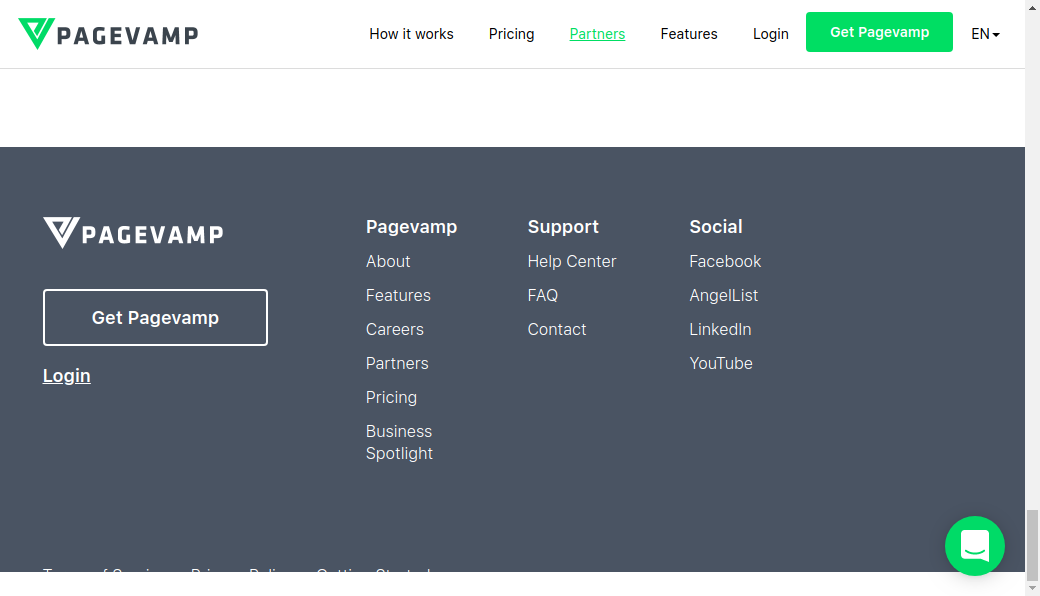 PAGEVAMP
How it works
Pricing
Partners
Features
Login
Get Pagevamp
EN
PAGEVAMP
Get Pagevamp
Login
Pagevamp
About
Features
Careers
Partners
Pricing
Business
Spotlight
Support
Help Center
FAQ
Contact
Social
Facebook
AngelList
LinkedIn
YouTube